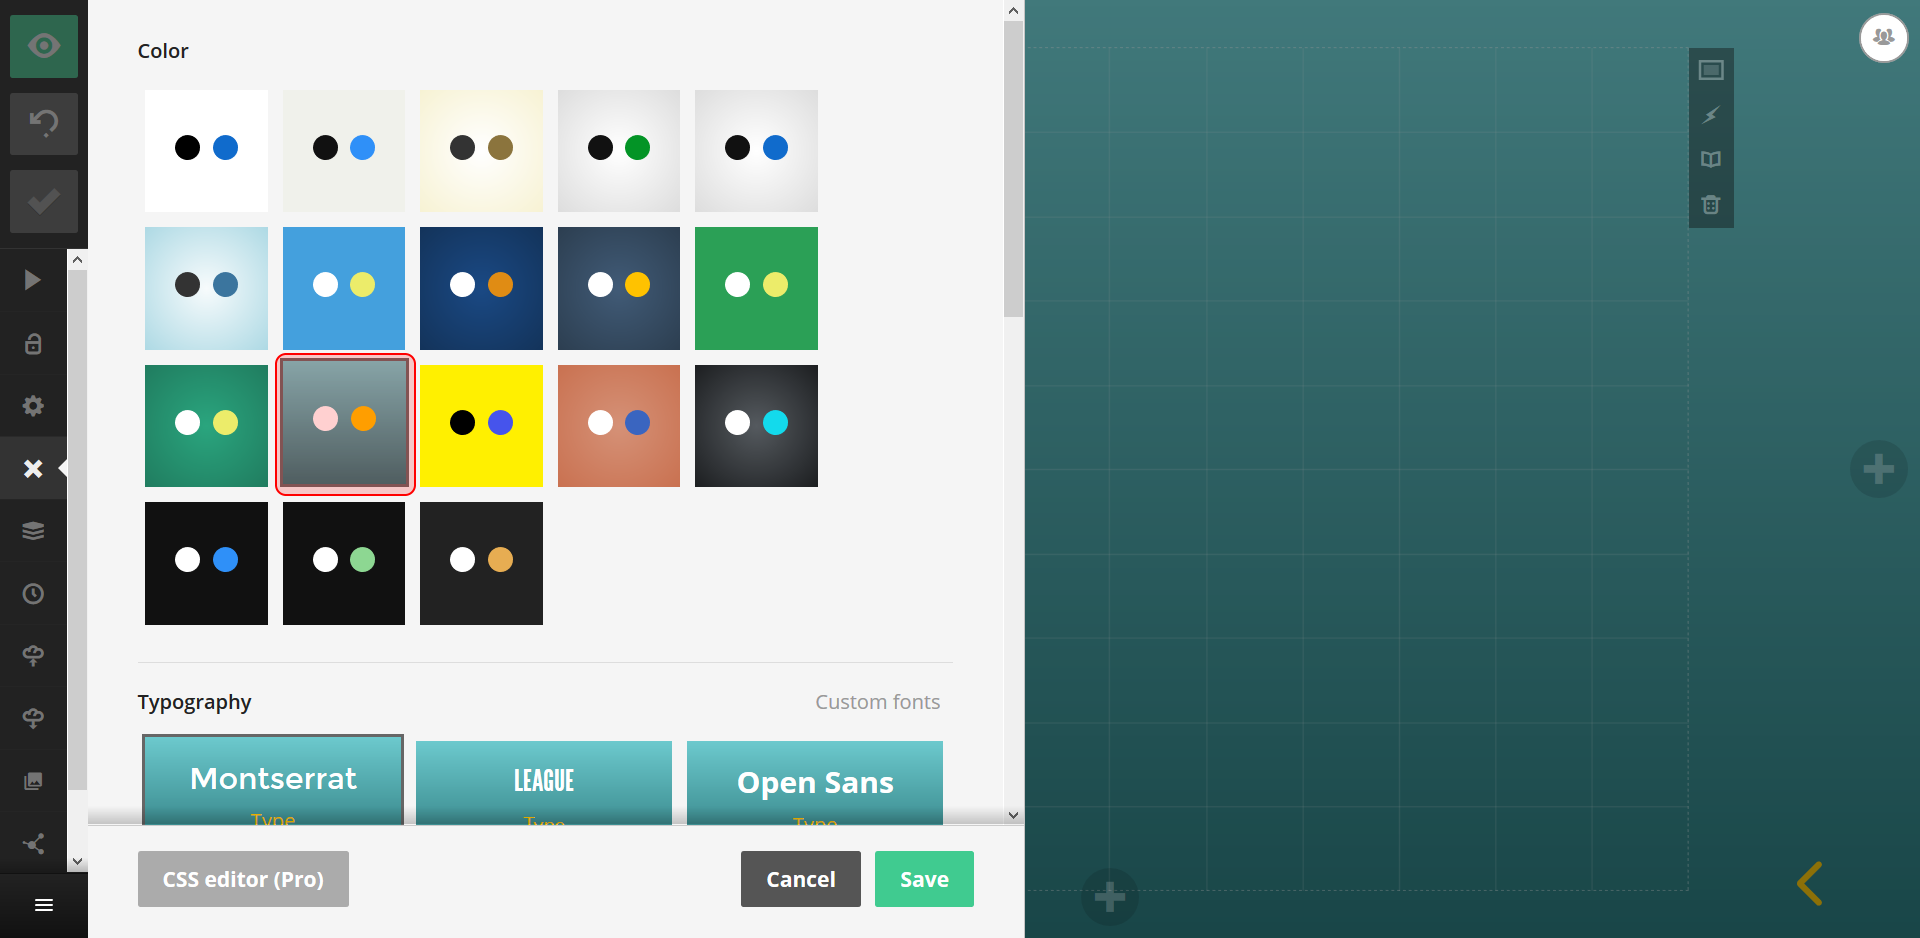 Color
Typography
Custom fonts
Montserrat
Type
LEAGUE
Type
Open Sans
Type
CSS editor (Pro)
Cancel
Save